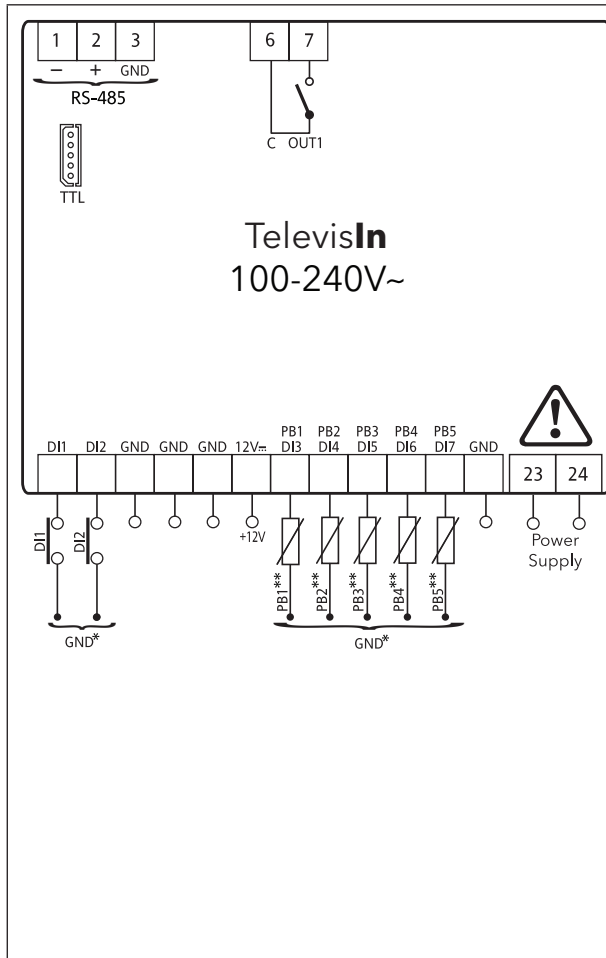 1 2 3 6 7
− + GND
RS-485
C OUT1
TTL
TelevisIn
100-240V~
PB1 PB2 PB3 PB4 PB5
DI1 DI2 GND GND GND 12V⎓ DI3 DI4 DI5 DI6 DI7 GND
23 24
+12V
Power
Supply
DI1 DI2
PB1** PB2** PB3** PB4** PB5**
GND* GND*